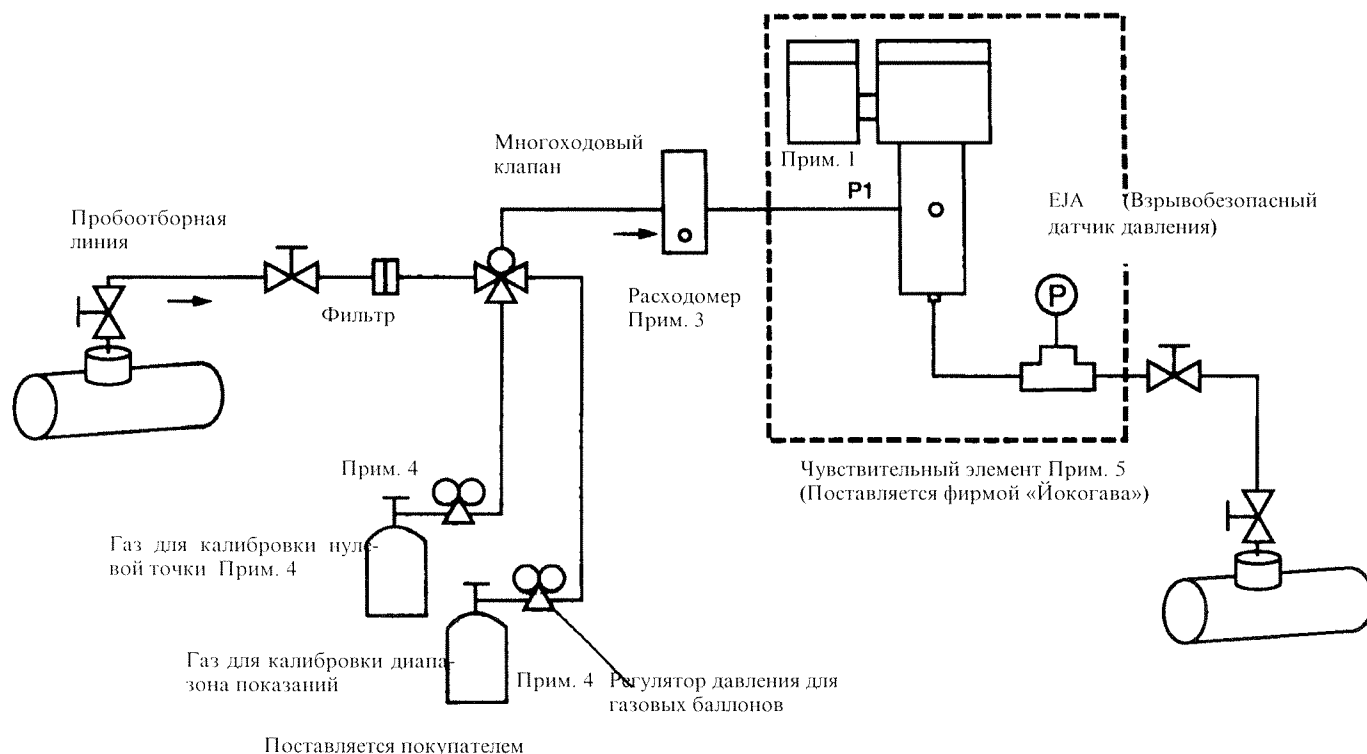 Многоходовый
клапан
Прим. 1
P1
EJA (Взрывобезопасный
датчик давления)
Пробоотборная
линия
Фильтр
Расходомер
Прим. 3
P
Чувствительный элемент Прим. 5
(Поставляется фирмой «Йокогава»)
Прим. 4
Газ для калибровки нуле-
вой точки Прим. 4
Газ для калибровки диапа-
зона показаний
Прим. 4 Регулятор давления для
газовых баллонов
Поставляется покупателем